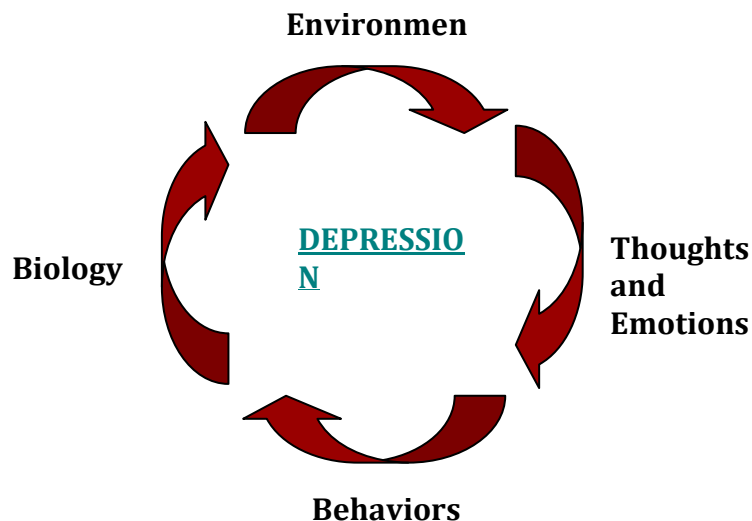 Environmen
DEPRESSIO
N
Biology
Thoughts
and
Emotions
Behaviors